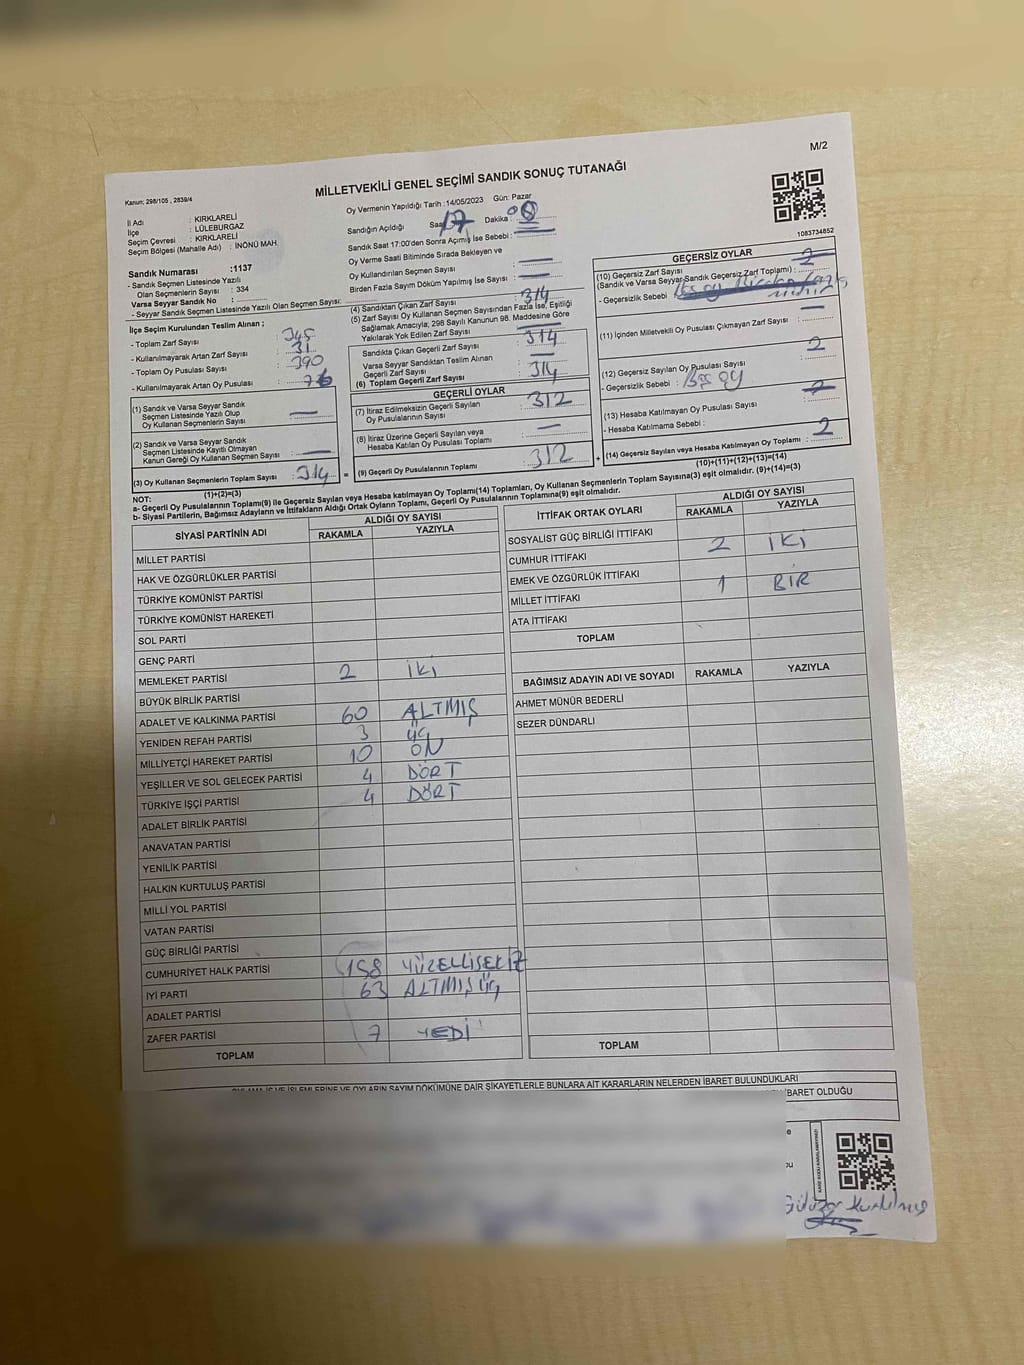 M/2
MİLLETVEKİLİ GENEL SEÇİMİ SANDIK SONUÇ TUTANAĞI
Kanun; 298/105 , 2839/4
Oy Vermenin Yapıldığı Tarih :14/05/2023 Gün: Pazar
İl Adı : KIRKLARELİ
İlçe : LÜLEBURGAZ
Seçim Çevresi : KIRKLARELİ
Seçim Bölgesi (Mahalle Adı) : İNÖNÜ MAH.
Sandık Numarası :1137
- Sandık Seçmen Listesinde Yazılı
Olan Seçmenlerin Sayısı : 334
Varsa Seyyar Sandık No :
- Seyyar Sandık Seçmen Listesinde Yazılı Olan Seçmen Sayısı:
İlçe Seçim Kurulundan Teslim Alınan ;
- Toplam Zarf Sayısı : 345
- Kullanılmayarak Artan Zarf Sayısı : 31
- Toplam Oy Pusulası Sayısı : 390
- Kullanılmayarak Artan Oy Pusulası : 76
(1) Sandık ve Varsa Seyyar Sandık
Seçmen Listesinde Yazılı Olup
Oy Kullanan Seçmenlerin Sayısı : —
(2) Sandık ve Varsa Seyyar Sandık
Seçmen Listesinde Kayıtlı Olmayan
Kanun Gereği Oy Kullanan Seçmen Sayısı : —
(3) Oy Kullanan Seçmenlerin Toplam Sayısı : 314 =
(1)+(2)=(3)
Sandığın Açıldığı Saat 17 Dakika : 00
Sandık Saat 17:00'den Sonra Açılmış İse Sebebi : —
Oy Verme Saati Bitiminde Sırada Bekleyen ve
Oy Kullandırılan Seçmen Sayısı : —
Birden Fazla Sayım Döküm Yapılmış İse Sayısı : —
(4) Sandıktan Çıkan Zarf Sayısı : 314
(5) Zarf Sayısı Oy Kullanan Seçmen Sayısından Fazla İse, Eşitliği
Sağlamak Amacıyla, 298 Sayılı Kanunun 98. Maddesine Göre
Yakılarak Yok Edilen Zarf Sayısı : —
Sandıkta Çıkan Geçerli Zarf Sayısı : 314
Varsa Seyyar Sandıktan Teslim Alınan
Geçerli Zarf Sayısı : —
(6) Toplam Geçerli Zarf Sayısı : 314
GEÇERLİ OYLAR
(7) İtiraz Edilmeksizin Geçerli Sayılan
Oy Pusulalarının Sayısı : 312
(8) İtiraz Üzerine Geçerli Sayılan veya
Hesaba Katılan Oy Pusulası Toplamı : —
(9) Geçerli Oy Pusulalarının Toplamı : 312 +
1083734852
GEÇERSİZ OYLAR
(10) Geçersiz Zarf Sayısı
(Sandık ve Varsa Seyyar Sandık Geçersiz Zarf Toplamı) : 2
- Geçersizlik Sebebi :
(11) İçinden Milletvekili Oy Pusulası Çıkmayan Zarf Sayısı : —
(12) Geçersiz Sayılan Oy Pusulası Sayısı : 2
- Geçersizlik Sebebi : Boş oy
(13) Hesaba Katılmayan Oy Pusulası Sayısı : 2
- Hesaba Katılmama Sebebi :
(14) Geçersiz Sayılan veya Hesaba Katılmayan Oy Toplamı : 2
(10)+(11)+(12)+(13)=(14)
NOT:
a- Geçerli Oy Pusulalarının Toplamı(9) ile Geçersiz Sayılan veya Hesaba katılmayan Oy Toplamı(14) Toplamları, Oy Kullanan Seçmenlerin Toplam Sayısına(3) eşit olmalıdır. (9)+(14)=(3)
b- Siyasi Partilerin, Bağımsız Adayların ve İttifakların Aldığı Ortak Oyların Toplamı, Geçerli Oy Pusulalarının Toplamına(9) eşit olmalıdır.
SİYASİ PARTİNİN ADI ALDIĞI OY SAYISI
RAKAMLA YAZIYLA
MİLLET PARTİSİ
HAK VE ÖZGÜRLÜKLER PARTİSİ
TÜRKİYE KOMÜNİST PARTİSİ
TÜRKİYE KOMÜNİST HAREKETİ
SOL PARTİ
GENÇ PARTİ
MEMLEKET PARTİSİ 2 İKİ
BÜYÜK BİRLİK PARTİSİ
ADALET VE KALKINMA PARTİSİ 60 ALTMIŞ
YENİDEN REFAH PARTİSİ 3 ÜÇ
MİLLİYETÇİ HAREKET PARTİSİ 10 ON
YEŞİLLER VE SOL GELECEK PARTİSİ 4 DÖRT
TÜRKİYE İŞÇİ PARTİSİ 4 DÖRT
ADALET BİRLİK PARTİSİ
ANAVATAN PARTİSİ
YENİLİK PARTİSİ
HALKIN KURTULUŞ PARTİSİ
MİLLİ YOL PARTİSİ
VATAN PARTİSİ
GÜÇ BİRLİĞİ PARTİSİ
CUMHURİYET HALK PARTİSİ 158 YÜZELLİSEKİZ
İYİ PARTİ 63 ALTMIŞ ÜÇ
ADALET PARTİSİ
ZAFER PARTİSİ 7 YEDİ
TOPLAM
İTTİFAK ORTAK OYLARI ALDIĞI OY SAYISI
RAKAMLA YAZIYLA
SOSYALİST GÜÇ BİRLİĞİ İTTİFAKI
CUMHUR İTTİFAKI 2 İKİ
EMEK VE ÖZGÜRLÜK İTTİFAKI
MİLLET İTTİFAKI 1 BİR
ATA İTTİFAKI
TOPLAM
BAĞIMSIZ ADAYIN ADI VE SOYADI RAKAMLA YAZIYLA
AHMET MÜNÜR BEDERLİ
SEZER DÜNDARLI
TOPLAM
OYLAMA İŞ VE İŞLEMLERİNE VE OYLARIN SAYIM DÖKÜMÜNE DAİR ŞİKAYETLERLE BUNLARA AİT KARARLARIN NELERDEN İBARET BULUNDUKLARI
İBARET OLDUĞU